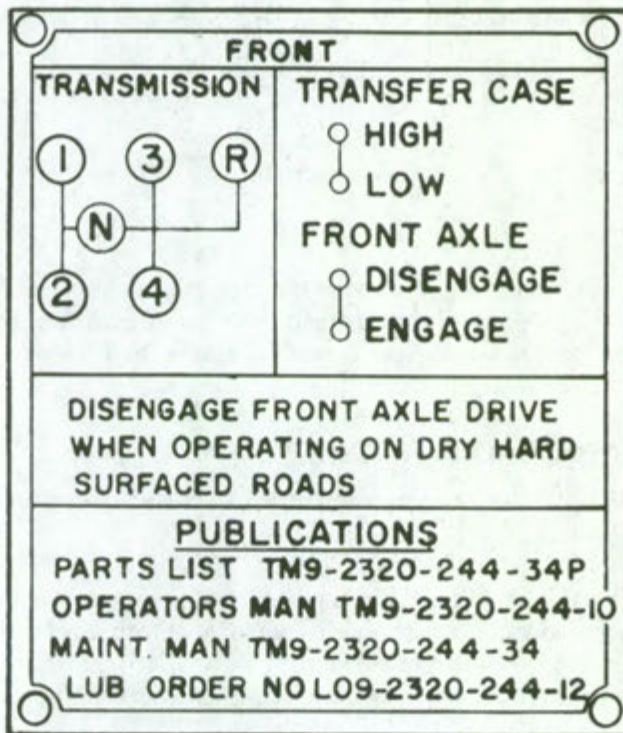 FRONT
TRANSMISSION
1 3 R
N
2 4
TRANSFER CASE
HIGH
LOW
FRONT AXLE
DISENGAGE
ENGAGE
DISENGAGE FRONT AXLE DRIVE
WHEN OPERATING ON DRY HARD
SURFACED ROADS
PUBLICATIONS
PARTS LIST TM9-2320-244-34P
OPERATORS MAN TM9-2320-244-10
MAINT. MAN TM9-2320-244-34
LUB ORDER NO LO9-2320-244-12